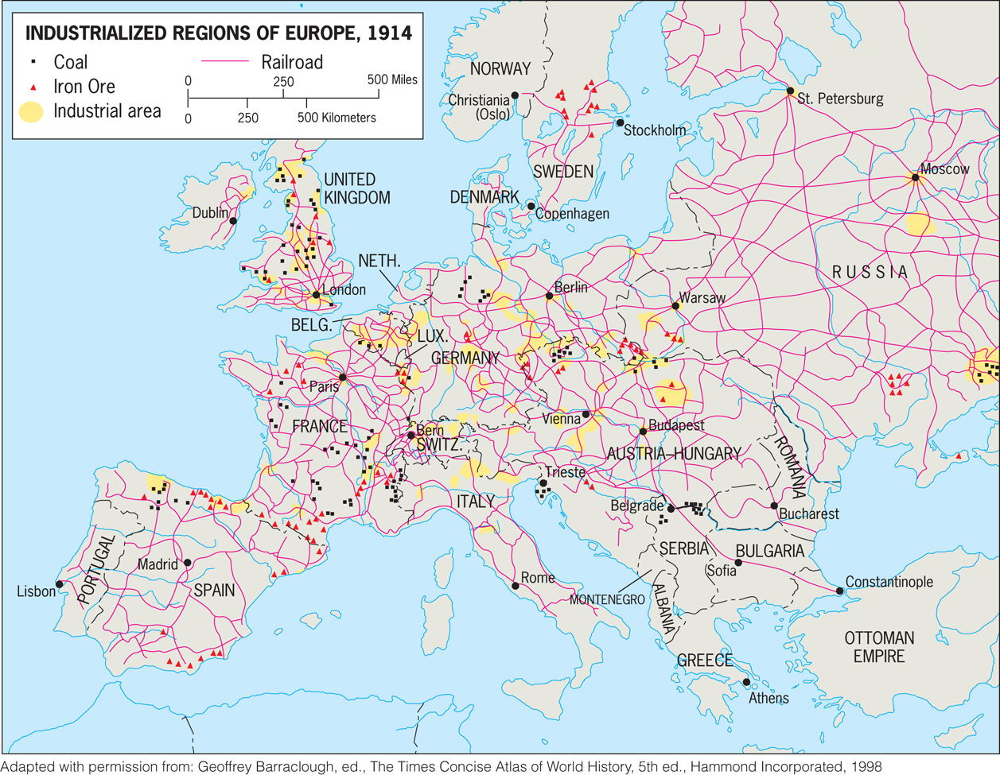 INDUSTRIALIZED REGIONS OF EUROPE, 1914
Coal
Railroad
Iron Ore
0 250 500 Miles
Industrial area
0 250 500 Kilometers
NORWAY
Christiania
(Oslo)
St. Petersburg
Stockholm
SWEDEN
Moscow
UNITED
KINGDOM
DENMARK
Dublin
Copenhagen
NETH.
RUSSIA
London
Berlin
Warsaw
BELG.
LUX.
GERMANY
Paris
Vienna
FRANCE
Bern
SWITZ.
Budapest
AUSTRIA–HUNGARY
ROMANIA
Trieste
ITALY
Belgrade
Bucharest
PORTUGAL
Madrid
SERBIA
BULGARIA
Sofia
Lisbon
SPAIN
Rome
Constantinople
MONTENEGRO
ALBANIA
OTTOMAN
EMPIRE
GREECE
Athens
Adapted with permission from: Geoffrey Barraclough, ed., The Times Concise Atlas of World History, 5th ed., Hammond Incorporated, 1998